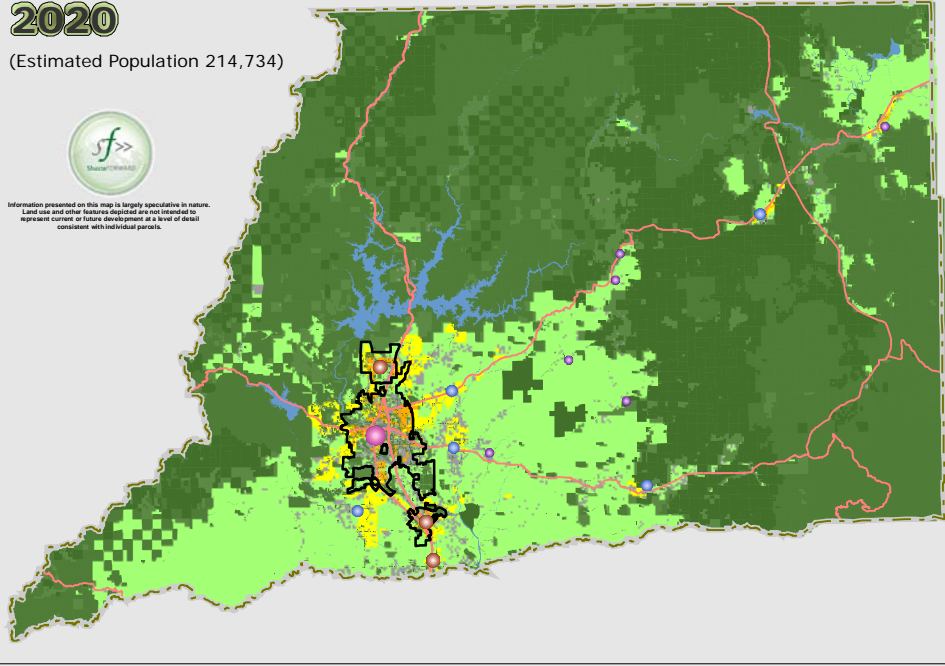 2020
(Estimated Population 214,734)
sf>>
ShastaFORWARD
Information presented on this map is largely speculative in nature.
Land use and other features depicted are not intended to
represent current or future development at a level of detail
consistent with individual parcels.